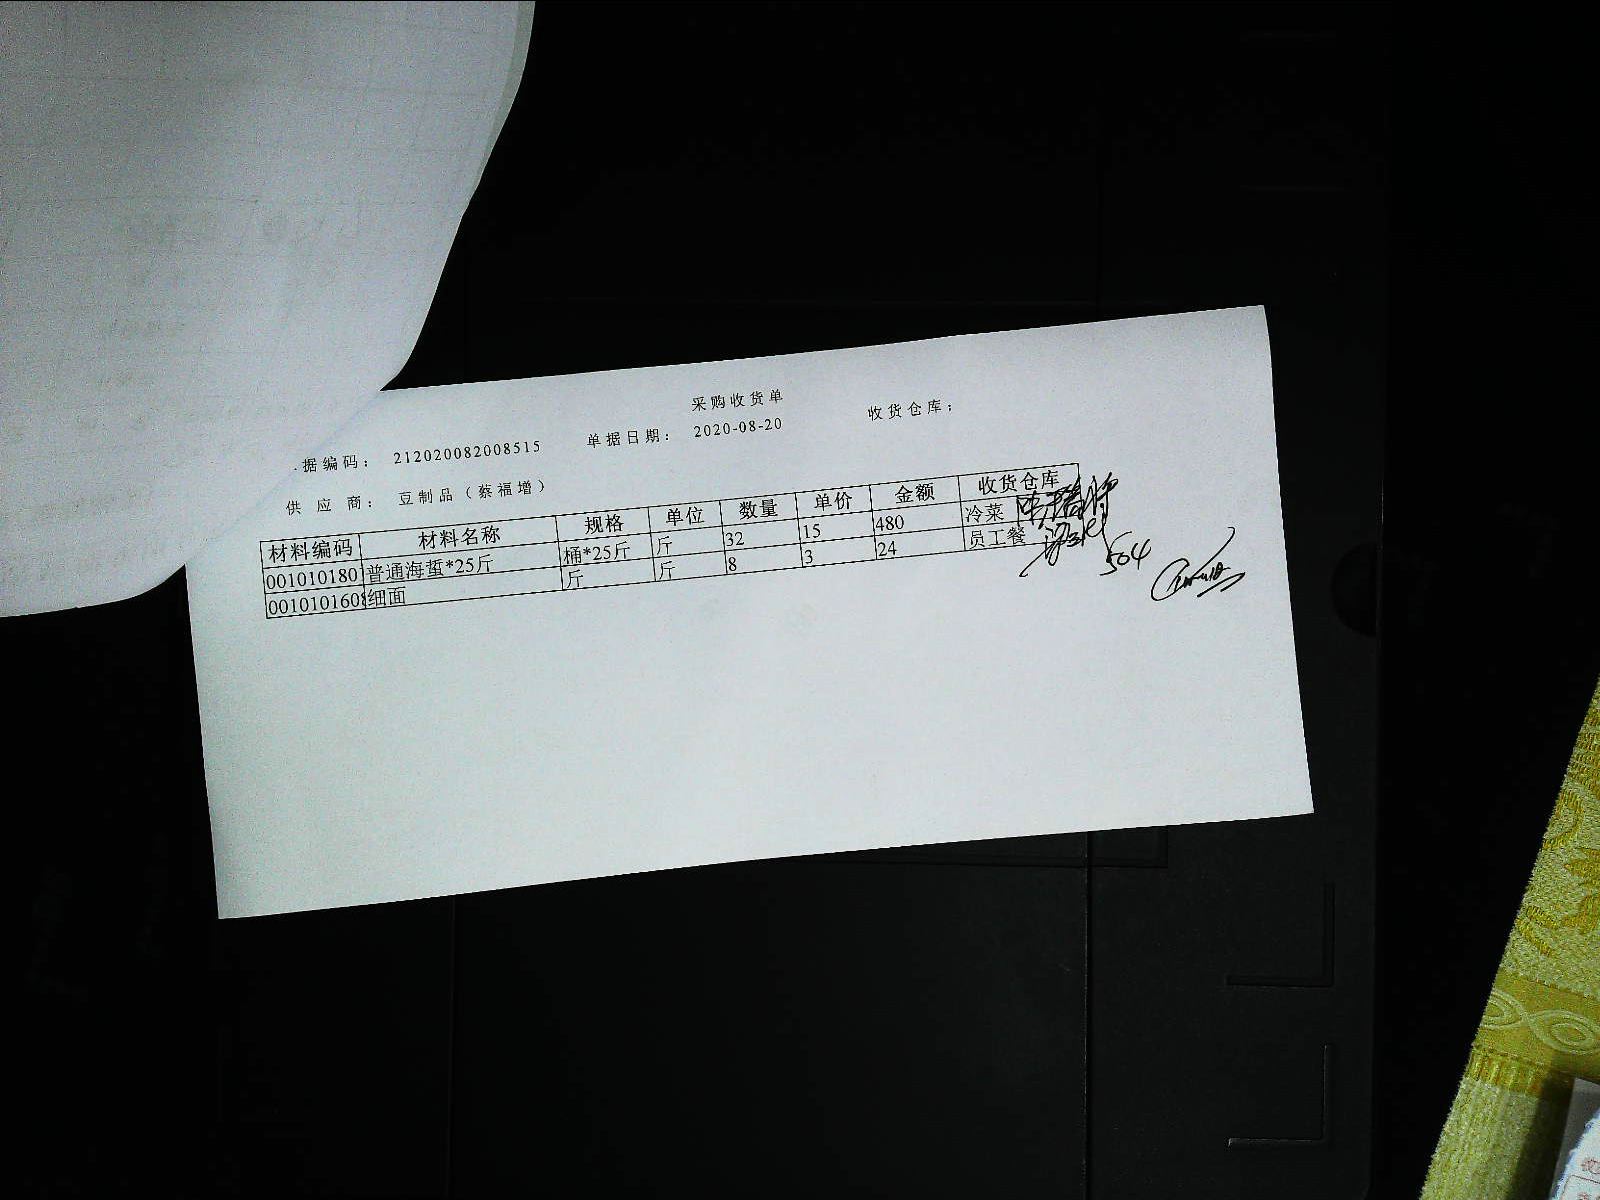 采购收货单
据编码： 212020082008515 单据日期： 2020-08-20 收货仓库：
供 应 商： 豆制品（蔡福增）
材料编码 材料名称 规格 单位 数量 单价 金额 收货仓库
001010180 普通海蜇*25斤 桶*25斤 斤 32 15 480 冷菜
001010160 细面 斤 斤 8 3 24 员工餐
504